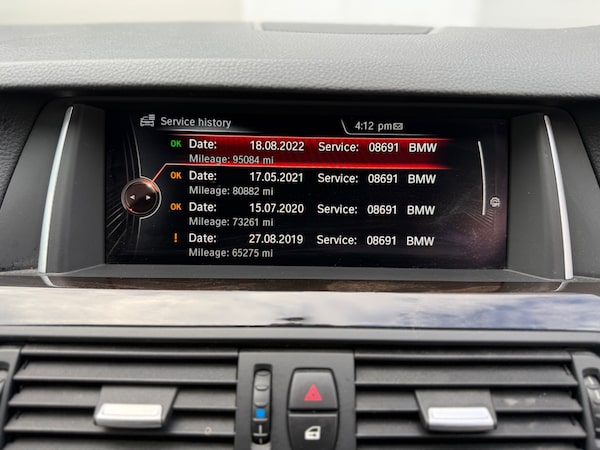 Service history
4:12 pm
OK Date: 18.08.2022 Service: 08691 BMW
Mileage: 95084 mi
OK Date: 17.05.2021 Service: 08691 BMW
Mileage: 80882 mi
OK Date: 15.07.2020 Service: 08691 BMW
Mileage: 73261 mi
! Date: 27.08.2019 Service: 08691 BMW
Mileage: 65275 mi